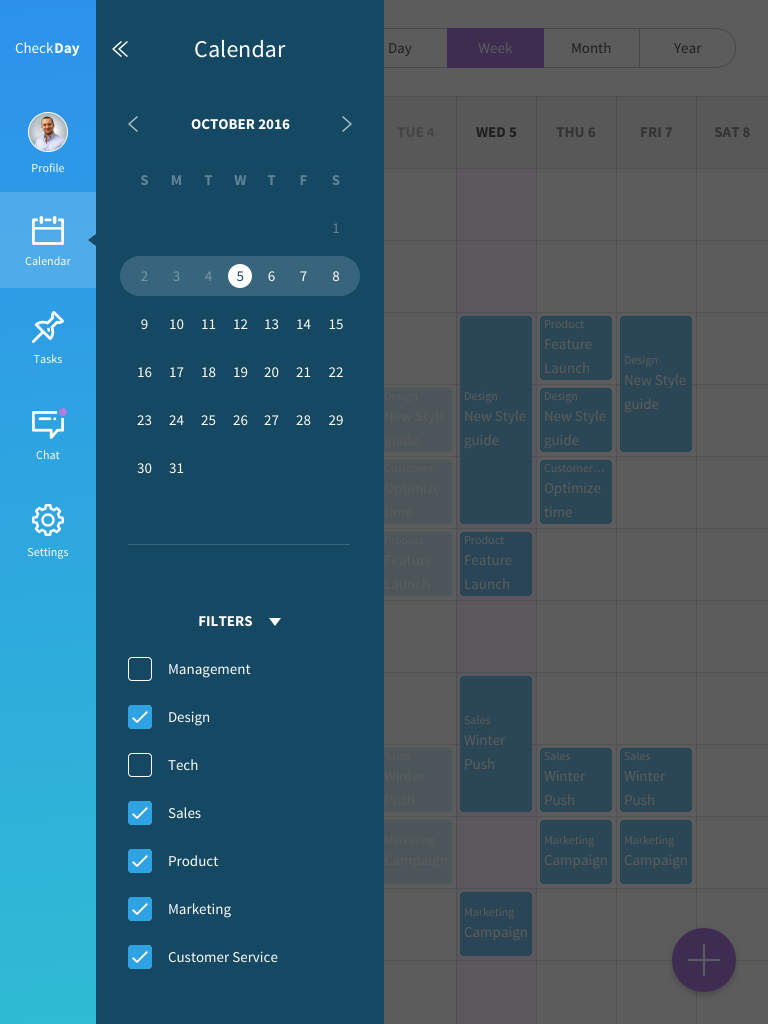 CheckDay
Profile
Calendar
Tasks
Chat
Settings
Calendar
OCTOBER 2016
S M T W T F S
1
2 3 4 5 6 7 8
9 10 11 12 13 14 15
16 17 18 19 20 21 22
23 24 25 26 27 28 29
30 31
FILTERS
Management
Design
Tech
Sales
Product
Marketing
Customer Service
Day Week Month Year
TUE 4 WED 5 THU 6 FRI 7 SAT 8
Design
New Style
guide
Customer...
Optimize
time
Product
Feature
Launch
Sales
Winter
Push
Marketing
Campaign
Design
New Style
guide
Product
Feature
Launch
Sales
Winter
Push
Marketing
Campaign
Product
Feature
Launch
Design
New Style
guide
Customer...
Optimize
time
Sales
Winter
Push
Marketing
Campaign
Design
New Style
guide
Sales
Winter
Push
Marketing
Campaign